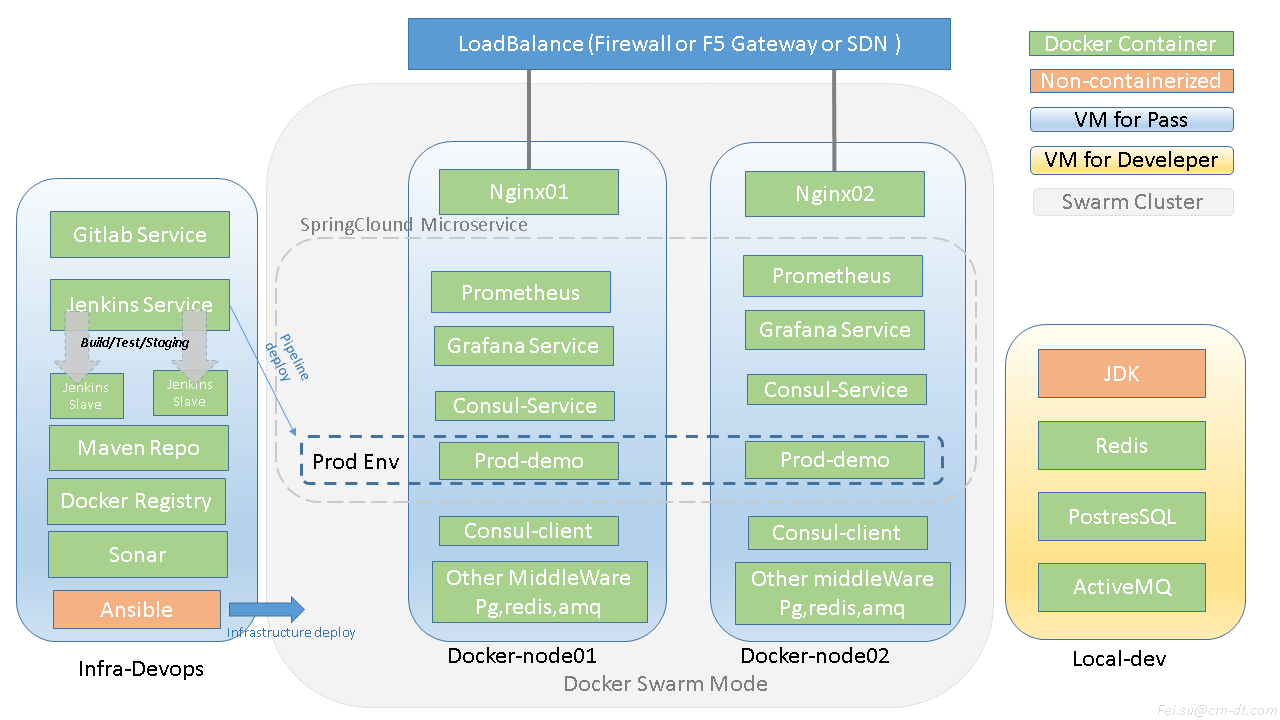 LoadBalance (Firewall or F5 Gateway or SDN )
Docker Container
Non-containerized
VM for Pass
VM for Develeper
Swarm Cluster
Gitlab Service
Jenkins Service
Build/Test/Staging
Jenkins
Slave
Jenkins
Slave
Maven Repo
Docker Registry
Sonar
Ansible
Infra-Devops
Pipeline
deploy
Infrastructure deploy
SpringClound Microservice
Prod Env
Nginx01
Prometheus
Grafana Service
Consul-Service
Prod-demo
Consul-client
Other MiddleWare
Pg,redis,amq
Docker-node01
Nginx02
Prometheus
Grafana Service
Consul-Service
Prod-demo
Consul-client
Other middleWare
Pg,redis,amq
Docker-node02
Docker Swarm Mode
JDK
Redis
PostresSQL
ActiveMQ
Local-dev
Fei.su@cm-dt.com